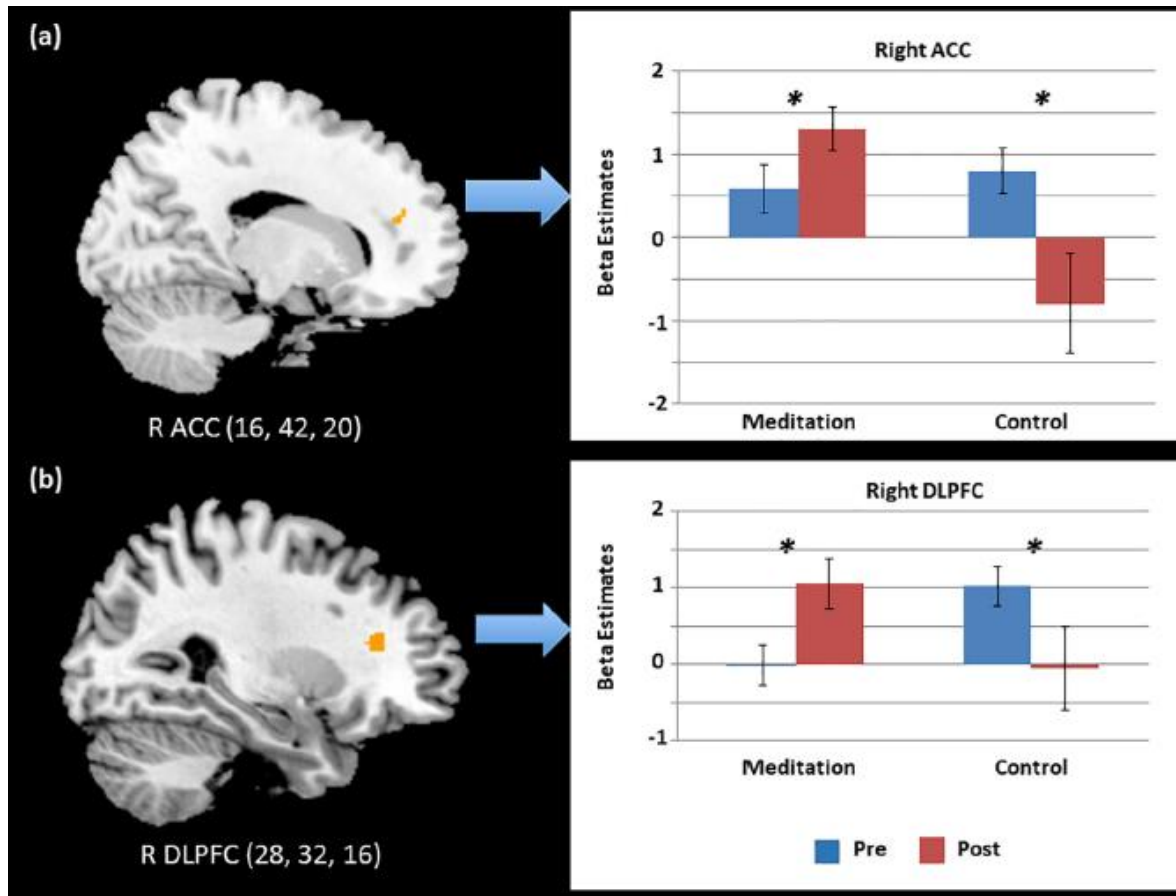 (a)
Right ACC
2
1
0
-1
-2
Beta Estimates
*
*
Meditation Control
R ACC (16, 42, 20)
(b)
Right DLPFC
2
1
0
-1
Beta Estimates
*
*
Meditation Control
R DLPFC (28, 32, 16)
Pre Post